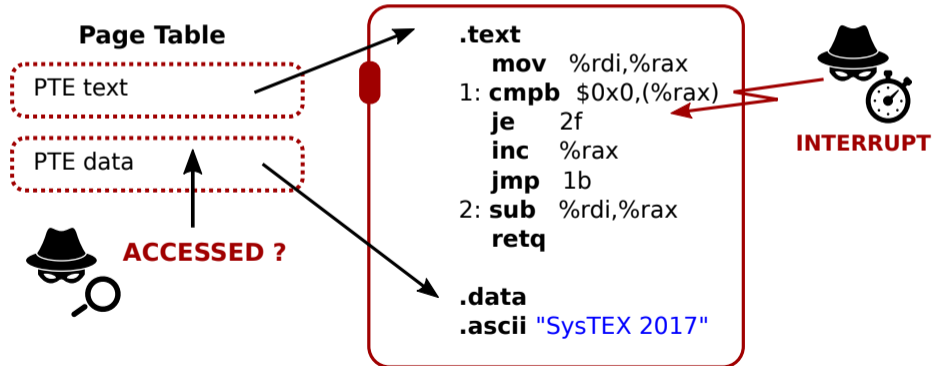 Page Table
PTE text
PTE data
ACCESSED ?
.text
mov %rdi,%rax
1: cmpb $0x0,(%rax)
je 2f
inc %rax
jmp 1b
2: sub %rdi,%rax
retq
.data
.ascii "SysTEX 2017"
INTERRUPT